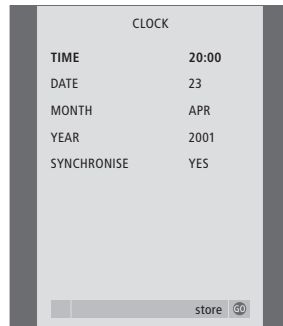 CLOCK
TIME 20:00
DATE 23
MONTH APR
YEAR 2001
SYNCHRONISE YES
store GO